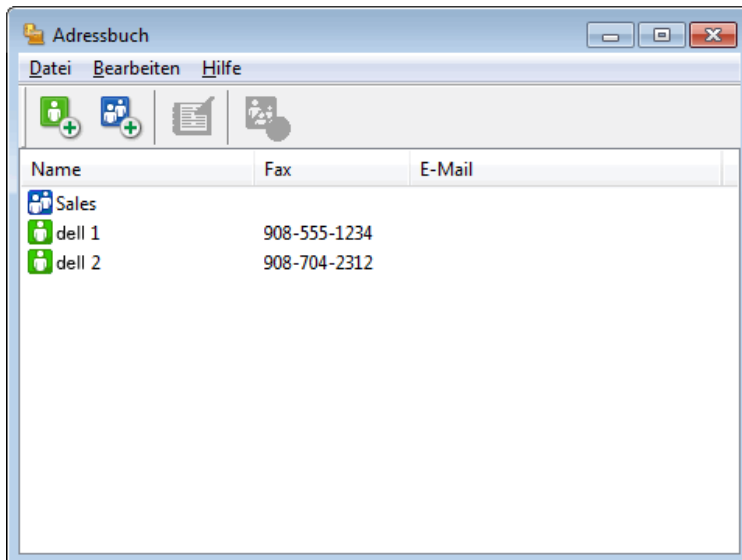 Adressbuch
Datei Bearbeiten Hilfe
Name Fax E-Mail
Sales
dell 1 908-555-1234
dell 2 908-704-2312